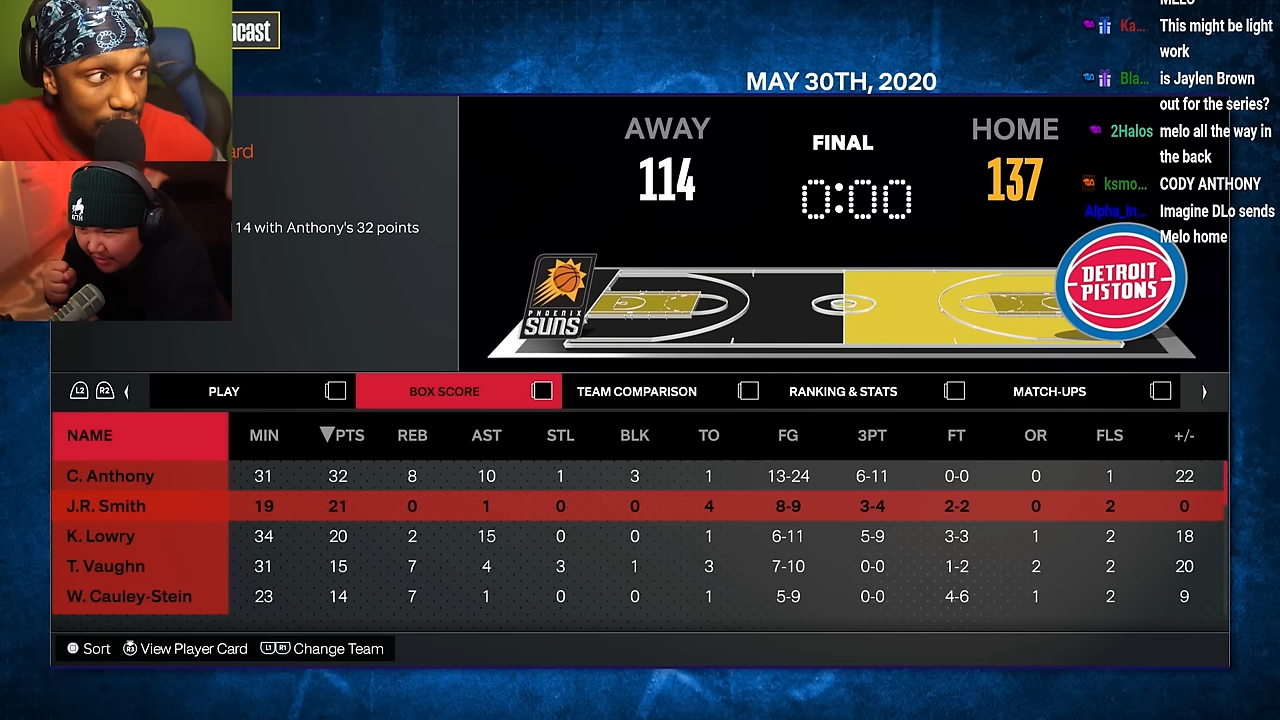 ncast
MELO
Ka... This might be light
work
Bla... is Jaylen Brown
out for the series?
2Halos melo all the way in
the back
ksmo... CODY ANTHONY
Alpha_In... Imagine DLo sends
Melo home
MAY 30TH, 2020
ard
114 with Anthony's 32 points
AWAY FINAL HOME
114 0:00 137
PHOENIX
SUNS
DETROIT
PISTONS
L2 R2 PLAY BOX SCORE TEAM COMPARISON RANKING & STATS MATCH-UPS
NAME MIN PTS REB AST STL BLK TO FG 3PT FT OR FLS +/-
C. Anthony 31 32 8 10 1 3 1 13-24 6-11 0-0 0 1 22
J.R. Smith 19 21 0 1 0 0 4 8-9 3-4 2-2 0 2 0
K. Lowry 34 20 2 15 0 0 1 6-11 5-9 3-3 1 2 18
T. Vaughn 31 15 7 4 3 1 3 7-10 0-0 1-2 2 2 20
W. Cauley-Stein 23 14 7 1 0 0 1 5-9 0-0 4-6 1 2 9
Sort R3 View Player Card L1 R1 Change Team